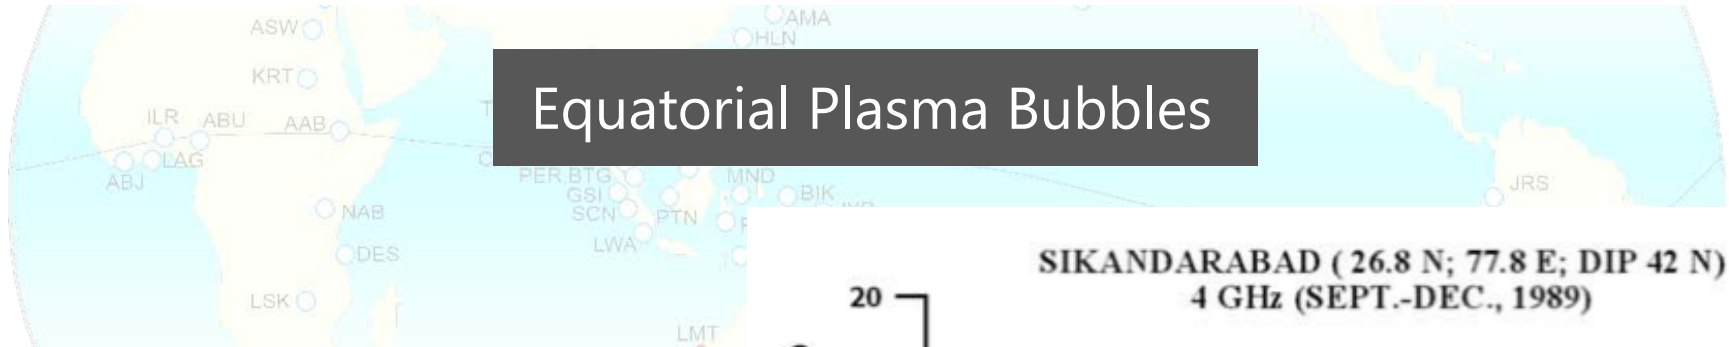 AMA
ASW
HLN
KRT
Equatorial Plasma Bubbles
ILR ABU AAB
LAG
ABJ
PER BTG MND
GSI BIK
JRS
SCN PTN
NAB
LWA
DES
SIKANDARABAD ( 26.8 N; 77.8 E; DIP 42 N)
LSK 20 4 GHz (SEPT.-DEC., 1989)
LMT